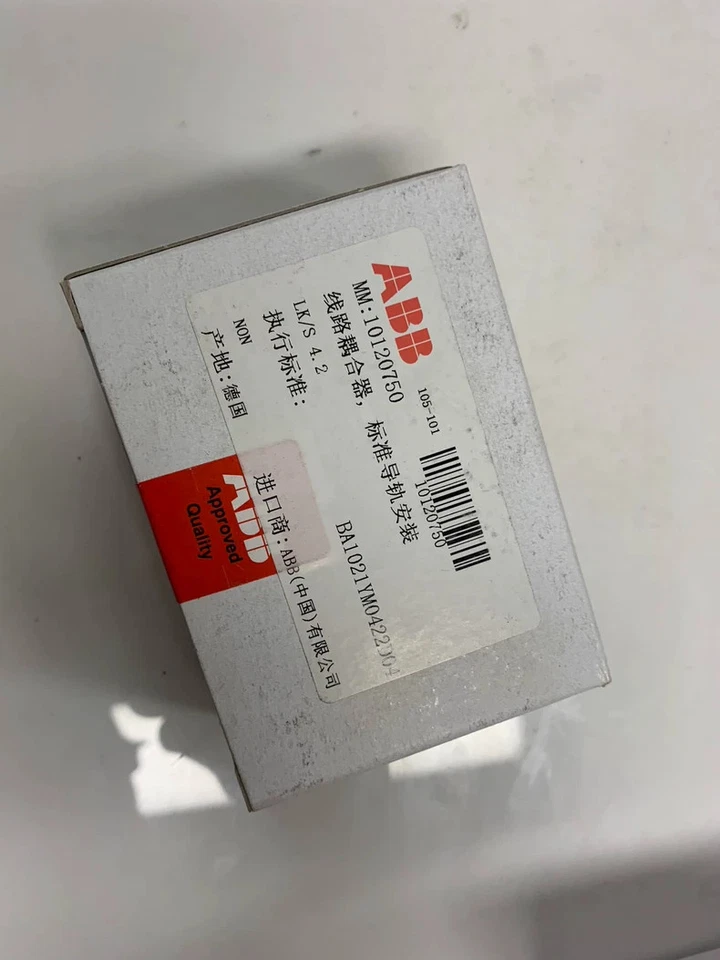 ABB
105-101
10120750
MM:10120750
线路耦合器，标准导轨安装
LK/S 4.2
BA1021YM0422D04
执行标准：
NON
进口商：ABB(中国)有限公司
产地：德国
ABB
Approved
Quality